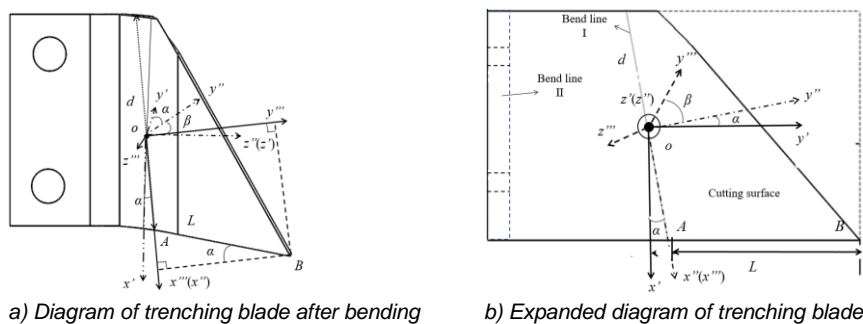 d
y'
α
y''
β
y'''
o
z''(z')
z'''
α
A
L
α
B
x'''(x'')
x'
a) Diagram of trenching blade after bending
Bend line
I
d
y'''
Bend line
II
z'(z'')
β
y''
α
z'''
o
y'
Cutting surface
α
A
B
L
x'
x''(x''')
b) Expanded diagram of trenching blade